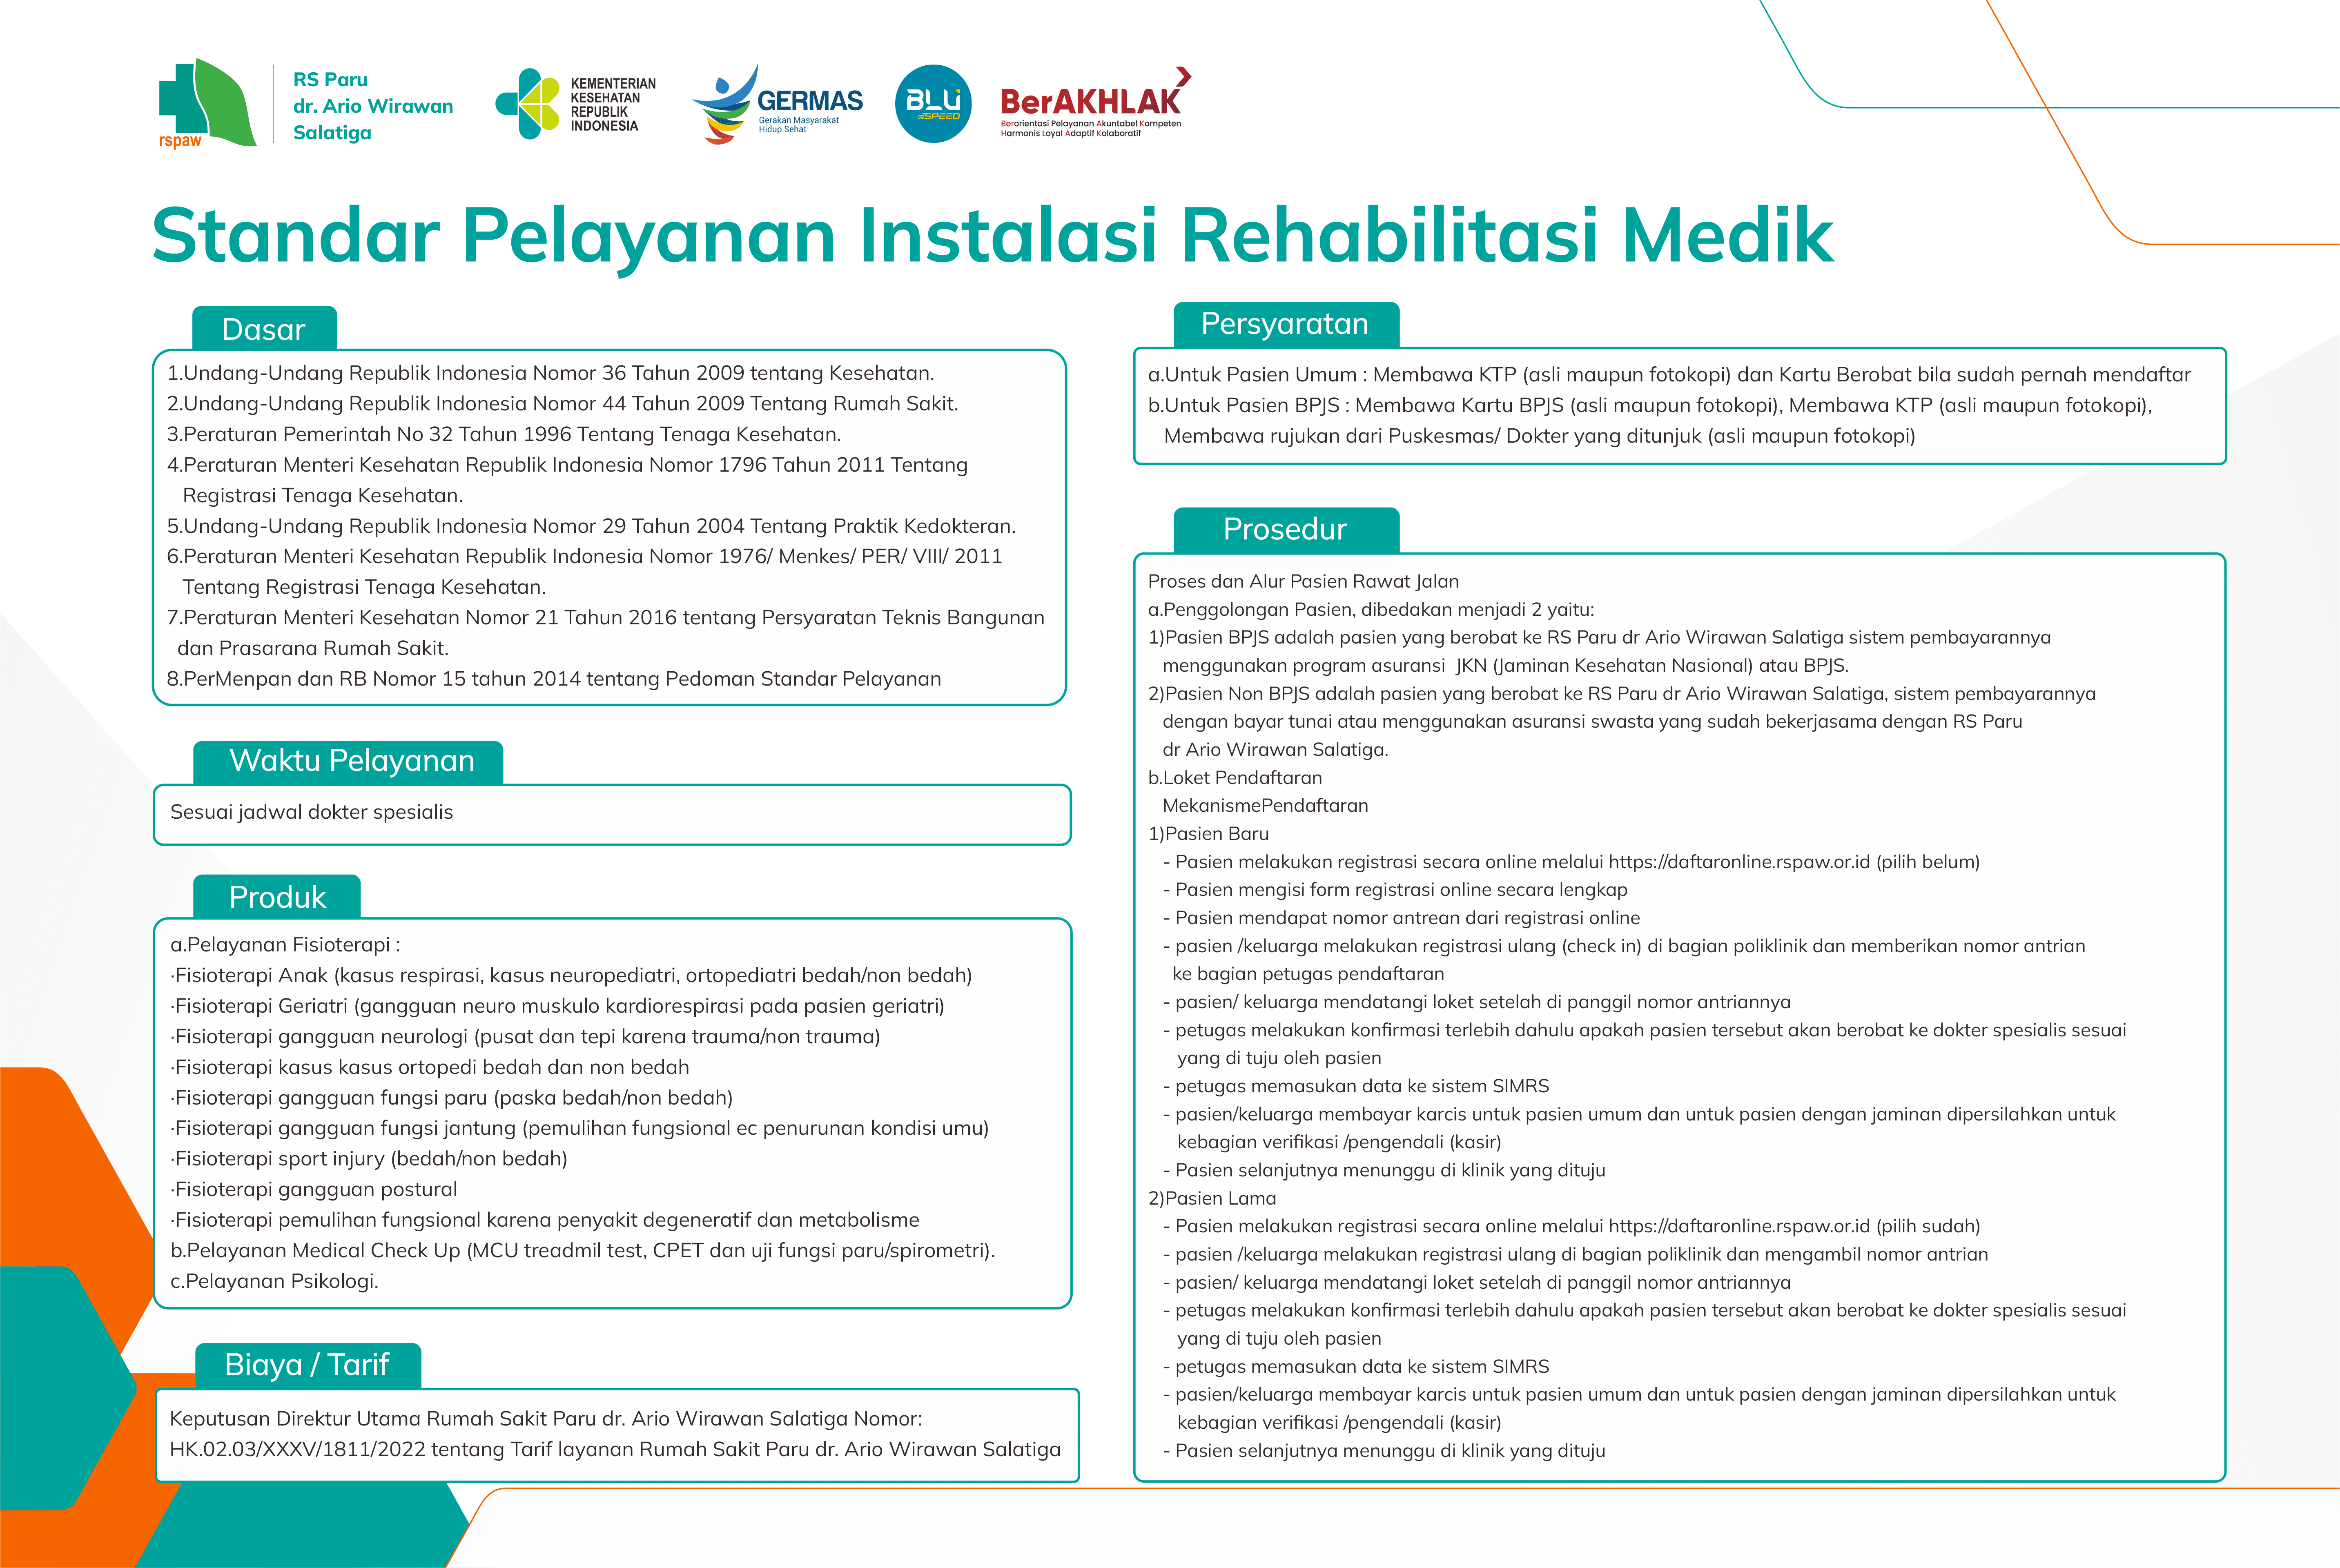 rspaw
RS Paru
dr. Ario Wirawan
Salatiga
KEMENTERIAN
KESEHATAN
REPUBLIK
INDONESIA
GERMAS
Gerakan Masyarakat
Hidup Sehat
BLU
SPEED
BerAKHLAK
Berorientasi Pelayanan Akuntabel Kompeten
Harmonis Loyal Adaptif Kolaboratif
Standar Pelayanan Instalasi Rehabilitasi Medik
Dasar
1.Undang-Undang Republik Indonesia Nomor 36 Tahun 2009 tentang Kesehatan.
2.Undang-Undang Republik Indonesia Nomor 44 Tahun 2009 Tentang Rumah Sakit.
3.Peraturan Pemerintah No 32 Tahun 1996 Tentang Tenaga Kesehatan.
4.Peraturan Menteri Kesehatan Republik Indonesia Nomor 1796 Tahun 2011 Tentang
Registrasi Tenaga Kesehatan.
5.Undang-Undang Republik Indonesia Nomor 29 Tahun 2004 Tentang Praktik Kedokteran.
6.Peraturan Menteri Kesehatan Republik Indonesia Nomor 1976/ Menkes/ PER/ VIII/ 2011
Tentang Registrasi Tenaga Kesehatan.
7.Peraturan Menteri Kesehatan Nomor 21 Tahun 2016 tentang Persyaratan Teknis Bangunan
dan Prasarana Rumah Sakit.
8.PerMenpan dan RB Nomor 15 tahun 2014 tentang Pedoman Standar Pelayanan
Waktu Pelayanan
Sesuai jadwal dokter spesialis
Produk
a.Pelayanan Fisioterapi :
·Fisioterapi Anak (kasus respirasi, kasus neuropediatri, ortopediatri bedah/non bedah)
·Fisioterapi Geriatri (gangguan neuro muskulo kardiorespirasi pada pasien geriatri)
·Fisioterapi gangguan neurologi (pusat dan tepi karena trauma/non trauma)
·Fisioterapi kasus kasus ortopedi bedah dan non bedah
·Fisioterapi gangguan fungsi paru (paska bedah/non bedah)
·Fisioterapi gangguan fungsi jantung (pemulihan fungsional ec penurunan kondisi umu)
·Fisioterapi sport injury (bedah/non bedah)
·Fisioterapi gangguan postural
·Fisioterapi pemulihan fungsional karena penyakit degeneratif dan metabolisme
b.Pelayanan Medical Check Up (MCU treadmil test, CPET dan uji fungsi paru/spirometri).
c.Pelayanan Psikologi.
Biaya / Tarif
Keputusan Direktur Utama Rumah Sakit Paru dr. Ario Wirawan Salatiga Nomor:
HK.02.03/XXXV/1811/2022 tentang Tarif layanan Rumah Sakit Paru dr. Ario Wirawan Salatiga
Persyaratan
a.Untuk Pasien Umum : Membawa KTP (asli maupun fotokopi) dan Kartu Berobat bila sudah pernah mendaftar
b.Untuk Pasien BPJS : Membawa Kartu BPJS (asli maupun fotokopi), Membawa KTP (asli maupun fotokopi),
Membawa rujukan dari Puskesmas/ Dokter yang ditunjuk (asli maupun fotokopi)
Prosedur
Proses dan Alur Pasien Rawat Jalan
a.Penggolongan Pasien, dibedakan menjadi 2 yaitu:
1)Pasien BPJS adalah pasien yang berobat ke RS Paru dr Ario Wirawan Salatiga sistem pembayarannya
menggunakan program asuransi JKN (Jaminan Kesehatan Nasional) atau BPJS.
2)Pasien Non BPJS adalah pasien yang berobat ke RS Paru dr Ario Wirawan Salatiga, sistem pembayarannya
dengan bayar tunai atau menggunakan asuransi swasta yang sudah bekerjasama dengan RS Paru
dr Ario Wirawan Salatiga.
b.Loket Pendaftaran
MekanismePendaftaran
1)Pasien Baru
- Pasien melakukan registrasi secara online melalui https://daftaronline.rspaw.or.id (pilih belum)
- Pasien mengisi form registrasi online secara lengkap
- Pasien mendapat nomor antrean dari registrasi online
- pasien /keluarga melakukan registrasi ulang (check in) di bagian poliklinik dan memberikan nomor antrian
ke bagian petugas pendaftaran
- pasien/ keluarga mendatangi loket setelah di panggil nomor antriannya
- petugas melakukan konfirmasi terlebih dahulu apakah pasien tersebut akan berobat ke dokter spesialis sesuai
yang di tuju oleh pasien
- petugas memasukan data ke sistem SIMRS
- pasien/keluarga membayar karcis untuk pasien umum dan untuk pasien dengan jaminan dipersilahkan untuk
kebagian verifikasi /pengendali (kasir)
- Pasien selanjutnya menunggu di klinik yang dituju
2)Pasien Lama
- Pasien melakukan registrasi secara online melalui https://daftaronline.rspaw.or.id (pilih sudah)
- pasien /keluarga melakukan registrasi ulang di bagian poliklinik dan mengambil nomor antrian
- pasien/ keluarga mendatangi loket setelah di panggil nomor antriannya
- petugas melakukan konfirmasi terlebih dahulu apakah pasien tersebut akan berobat ke dokter spesialis sesuai
yang di tuju oleh pasien
- petugas memasukan data ke sistem SIMRS
- pasien/keluarga membayar karcis untuk pasien umum dan untuk pasien dengan jaminan dipersilahkan untuk
kebagian verifikasi /pengendali (kasir)
- Pasien selanjutnya menunggu di klinik yang dituju